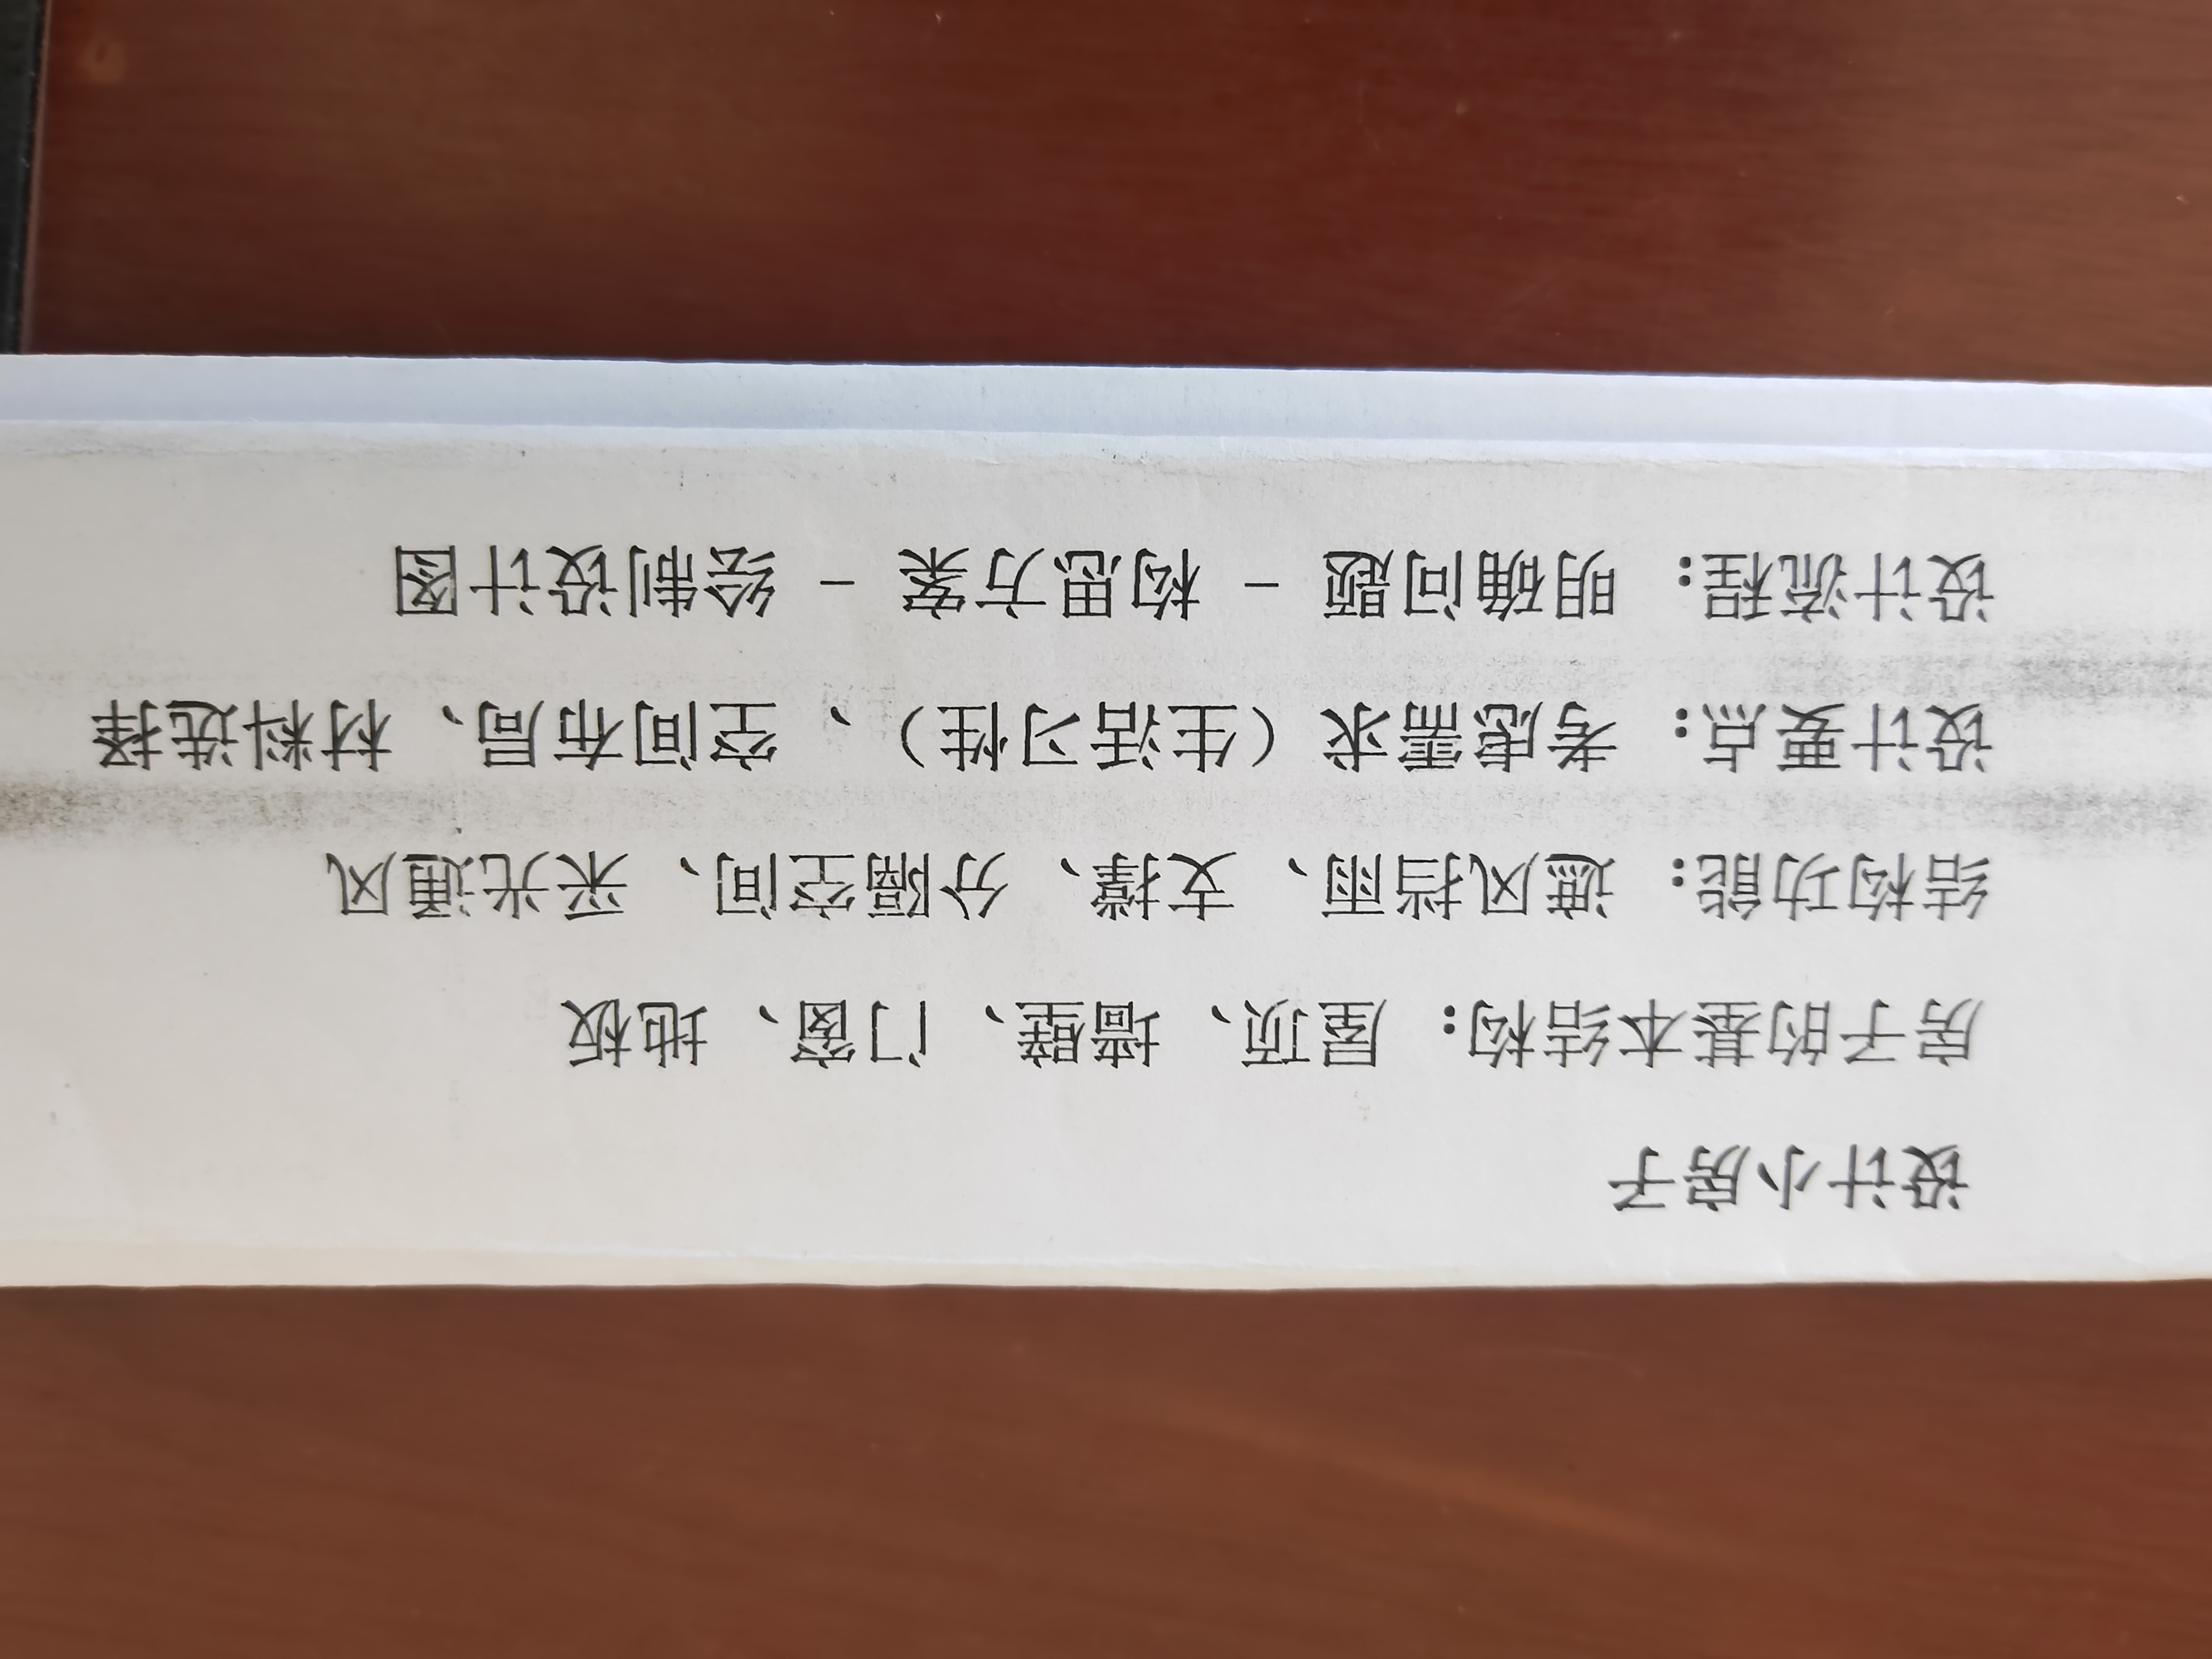 设计小房子
房子的基本结构：屋顶、墙壁、门窗、地板
结构功能：遮风挡雨、支撑、分隔空间、采光通风
设计要点：考虑需求（生活习性）、空间布局、材料选择
设计流程：明确问题 - 构思方案 - 绘制设计图